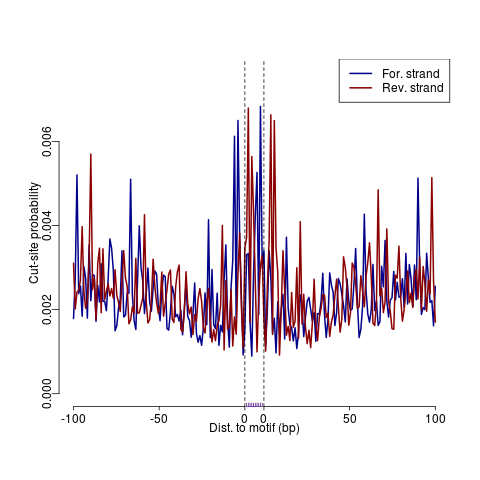 For. strand
Rev. strand
Cut-site probability
0.006
0.004
0.002
0.000
-100 -50 0 0 50 100
Dist. to motif (bp)